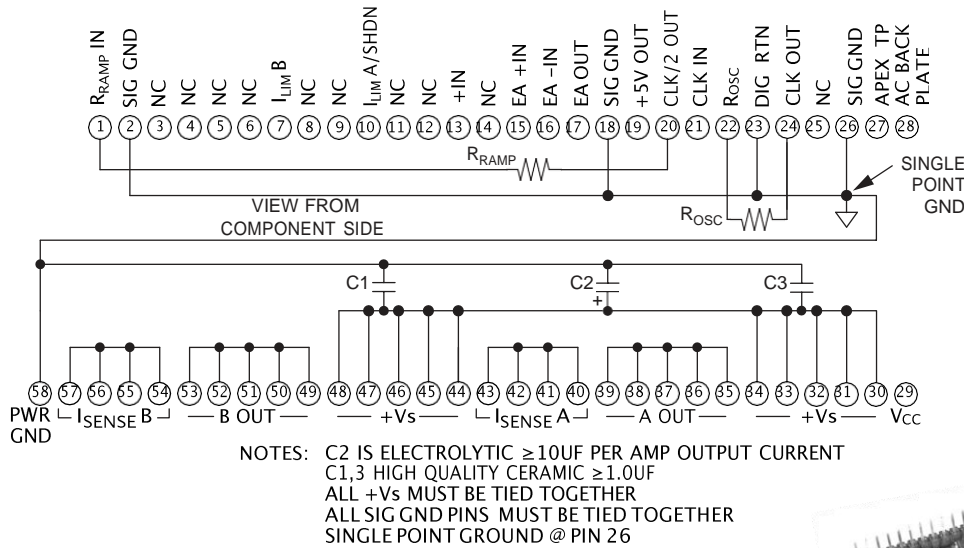 RRAMP IN
SIG GND
NC
NC
NC
NC
ILIM B
NC
NC
ILIM A/SHDN
NC
NC
+IN
NC
EA +IN
EA -IN
EA OUT
SIG GND
+5V OUT
CLK/2 OUT
CLK IN
ROSC
DIG RTN
CLK OUT
NC
SIG GND
APEX TP
AC BACK
PLATE
1 2 3 4 5 6 7 8 9 10 11 12 13 14 15 16 17 18 19 20 21 22 23 24 25 26 27 28
RRAMP
SINGLE
POINT
GND
VIEW FROM
COMPONENT SIDE
ROSC
C1 C2 C3
+
58 57 56 55 54 53 52 51 50 49 48 47 46 45 44 43 42 41 40 39 38 37 36 35 34 33 32 31 30 29
PWR
GND
ISENSE B
B OUT
+Vs
ISENSE A
A OUT
+Vs
VCC
NOTES: C2 IS ELECTROLYTIC ≥10UF PER AMP OUTPUT CURRENT
C1,3 HIGH QUALITY CERAMIC ≥1.0UF
ALL +Vs MUST BE TIED TOGETHER
ALL SIG GND PINS MUST BE TIED TOGETHER
SINGLE POINT GROUND @ PIN 26